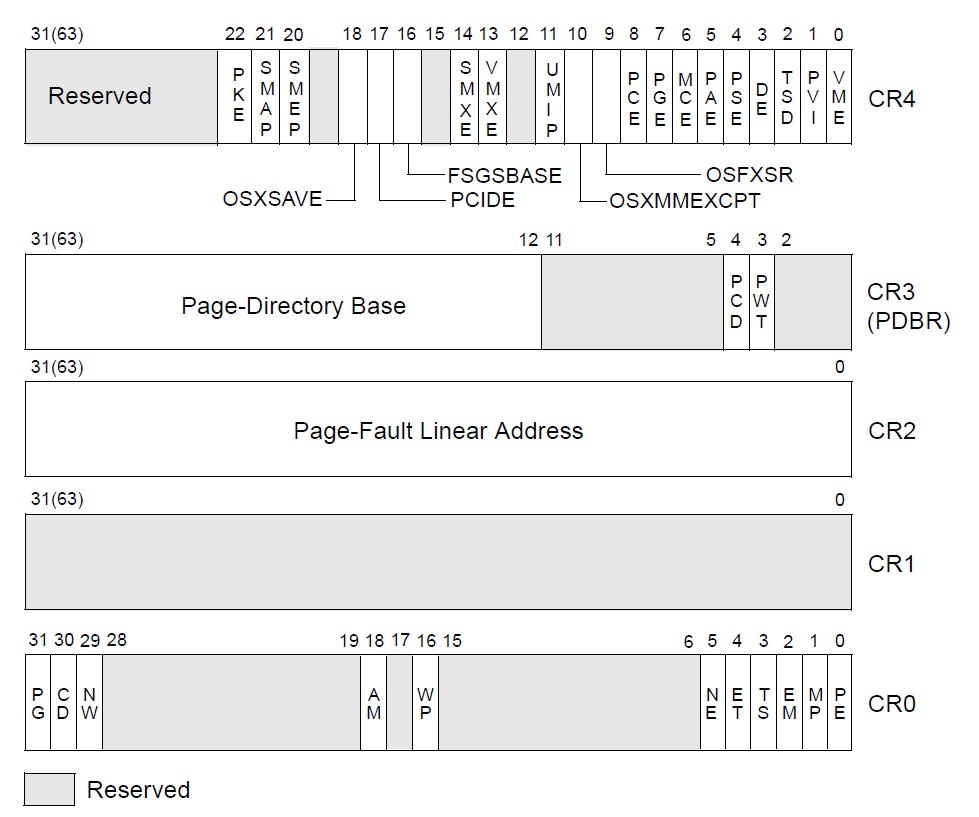 31(63) 22 21 20 18 17 16 15 14 13 12 11 10 9 8 7 6 5 4 3 2 1 0
Reserved PKE SMAP SMEP SMXE VMXE UMIP PCE PGE MCE PAE PSE DE TSD PVI VME CR4
FSGSBASE OSFXSR
OSXSAVE PCIDE OSXMMEXCPT
31(63) 12 11 5 4 3 2
Page-Directory Base PCD PWT CR3
(PDBR)
31(63) 0
Page-Fault Linear Address CR2
31(63) 0
CR1
31 30 29 28 19 18 17 16 15 6 5 4 3 2 1 0
PG CD NW AM WP NE ET TS EM MP PE CR0
Reserved